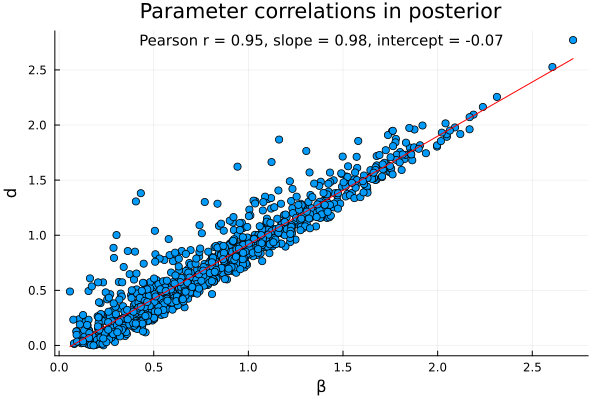 Parameter correlations in posterior
Pearson r = 0.95, slope = 0.98, intercept = -0.07
2.5
2.0
1.5
1.0
0.5
0.0
d
0.0 0.5 1.0 1.5 2.0 2.5
β